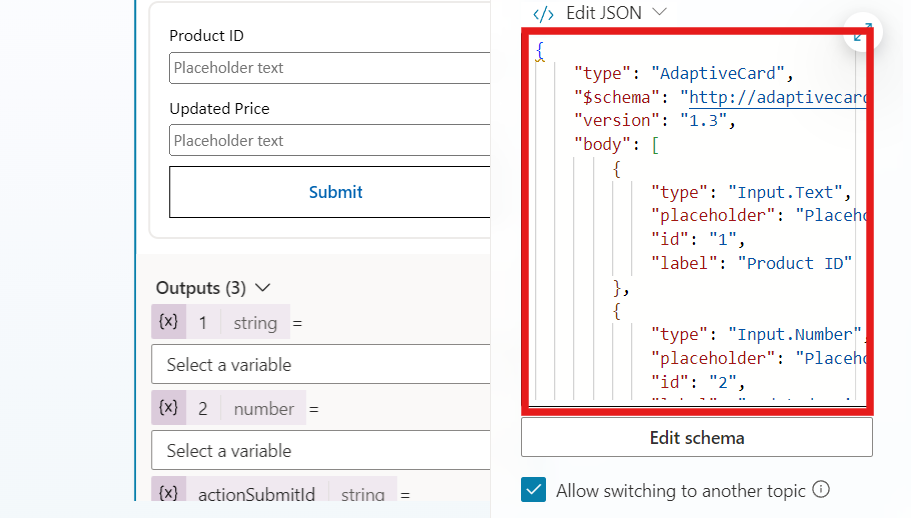 Product ID
Placeholder text
Updated Price
Placeholder text
Submit
Outputs (3)
{x} 1 string =
Select a variable
{x} 2 number =
Select a variable
{x} actionSubmitId string =
</> Edit JSON
{
"type": "AdaptiveCard",
"$schema": "http://adaptivecard
"version": "1.3",
"body": [
{
"type": "Input.Text",
"placeholder": "Placeho
"id": "1",
"label": "Product ID"
},
{
"type": "Input.Number",
"placeholder": "Placeho
"id": "2",
Edit schema
Allow switching to another topic